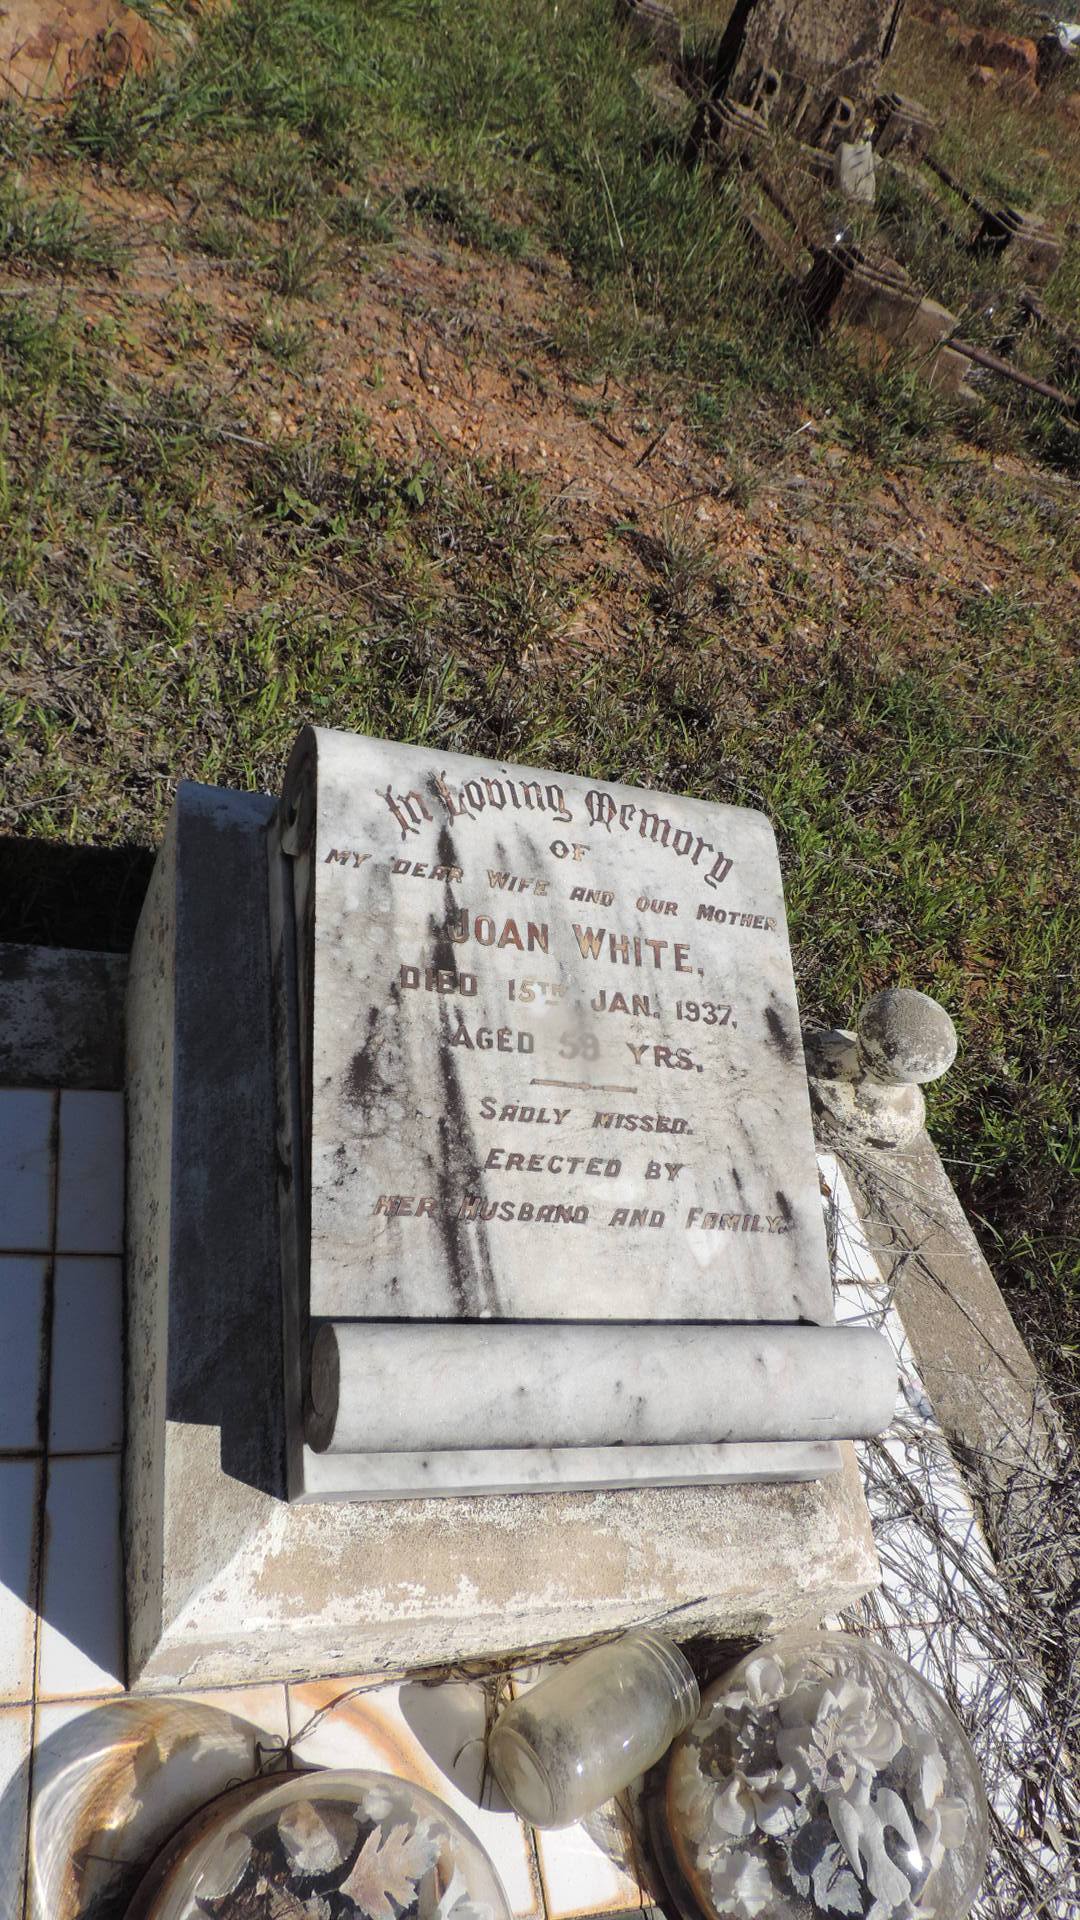 RIP
In Loving Memory
OF
MY DEAR WIFE AND OUR MOTHER
JOAN WHITE,
DIED 15TH JAN. 1937,
AGED YRS.
SADLY MISSED.
ERECTED BY
HER HUSBAND AND FAMILY.